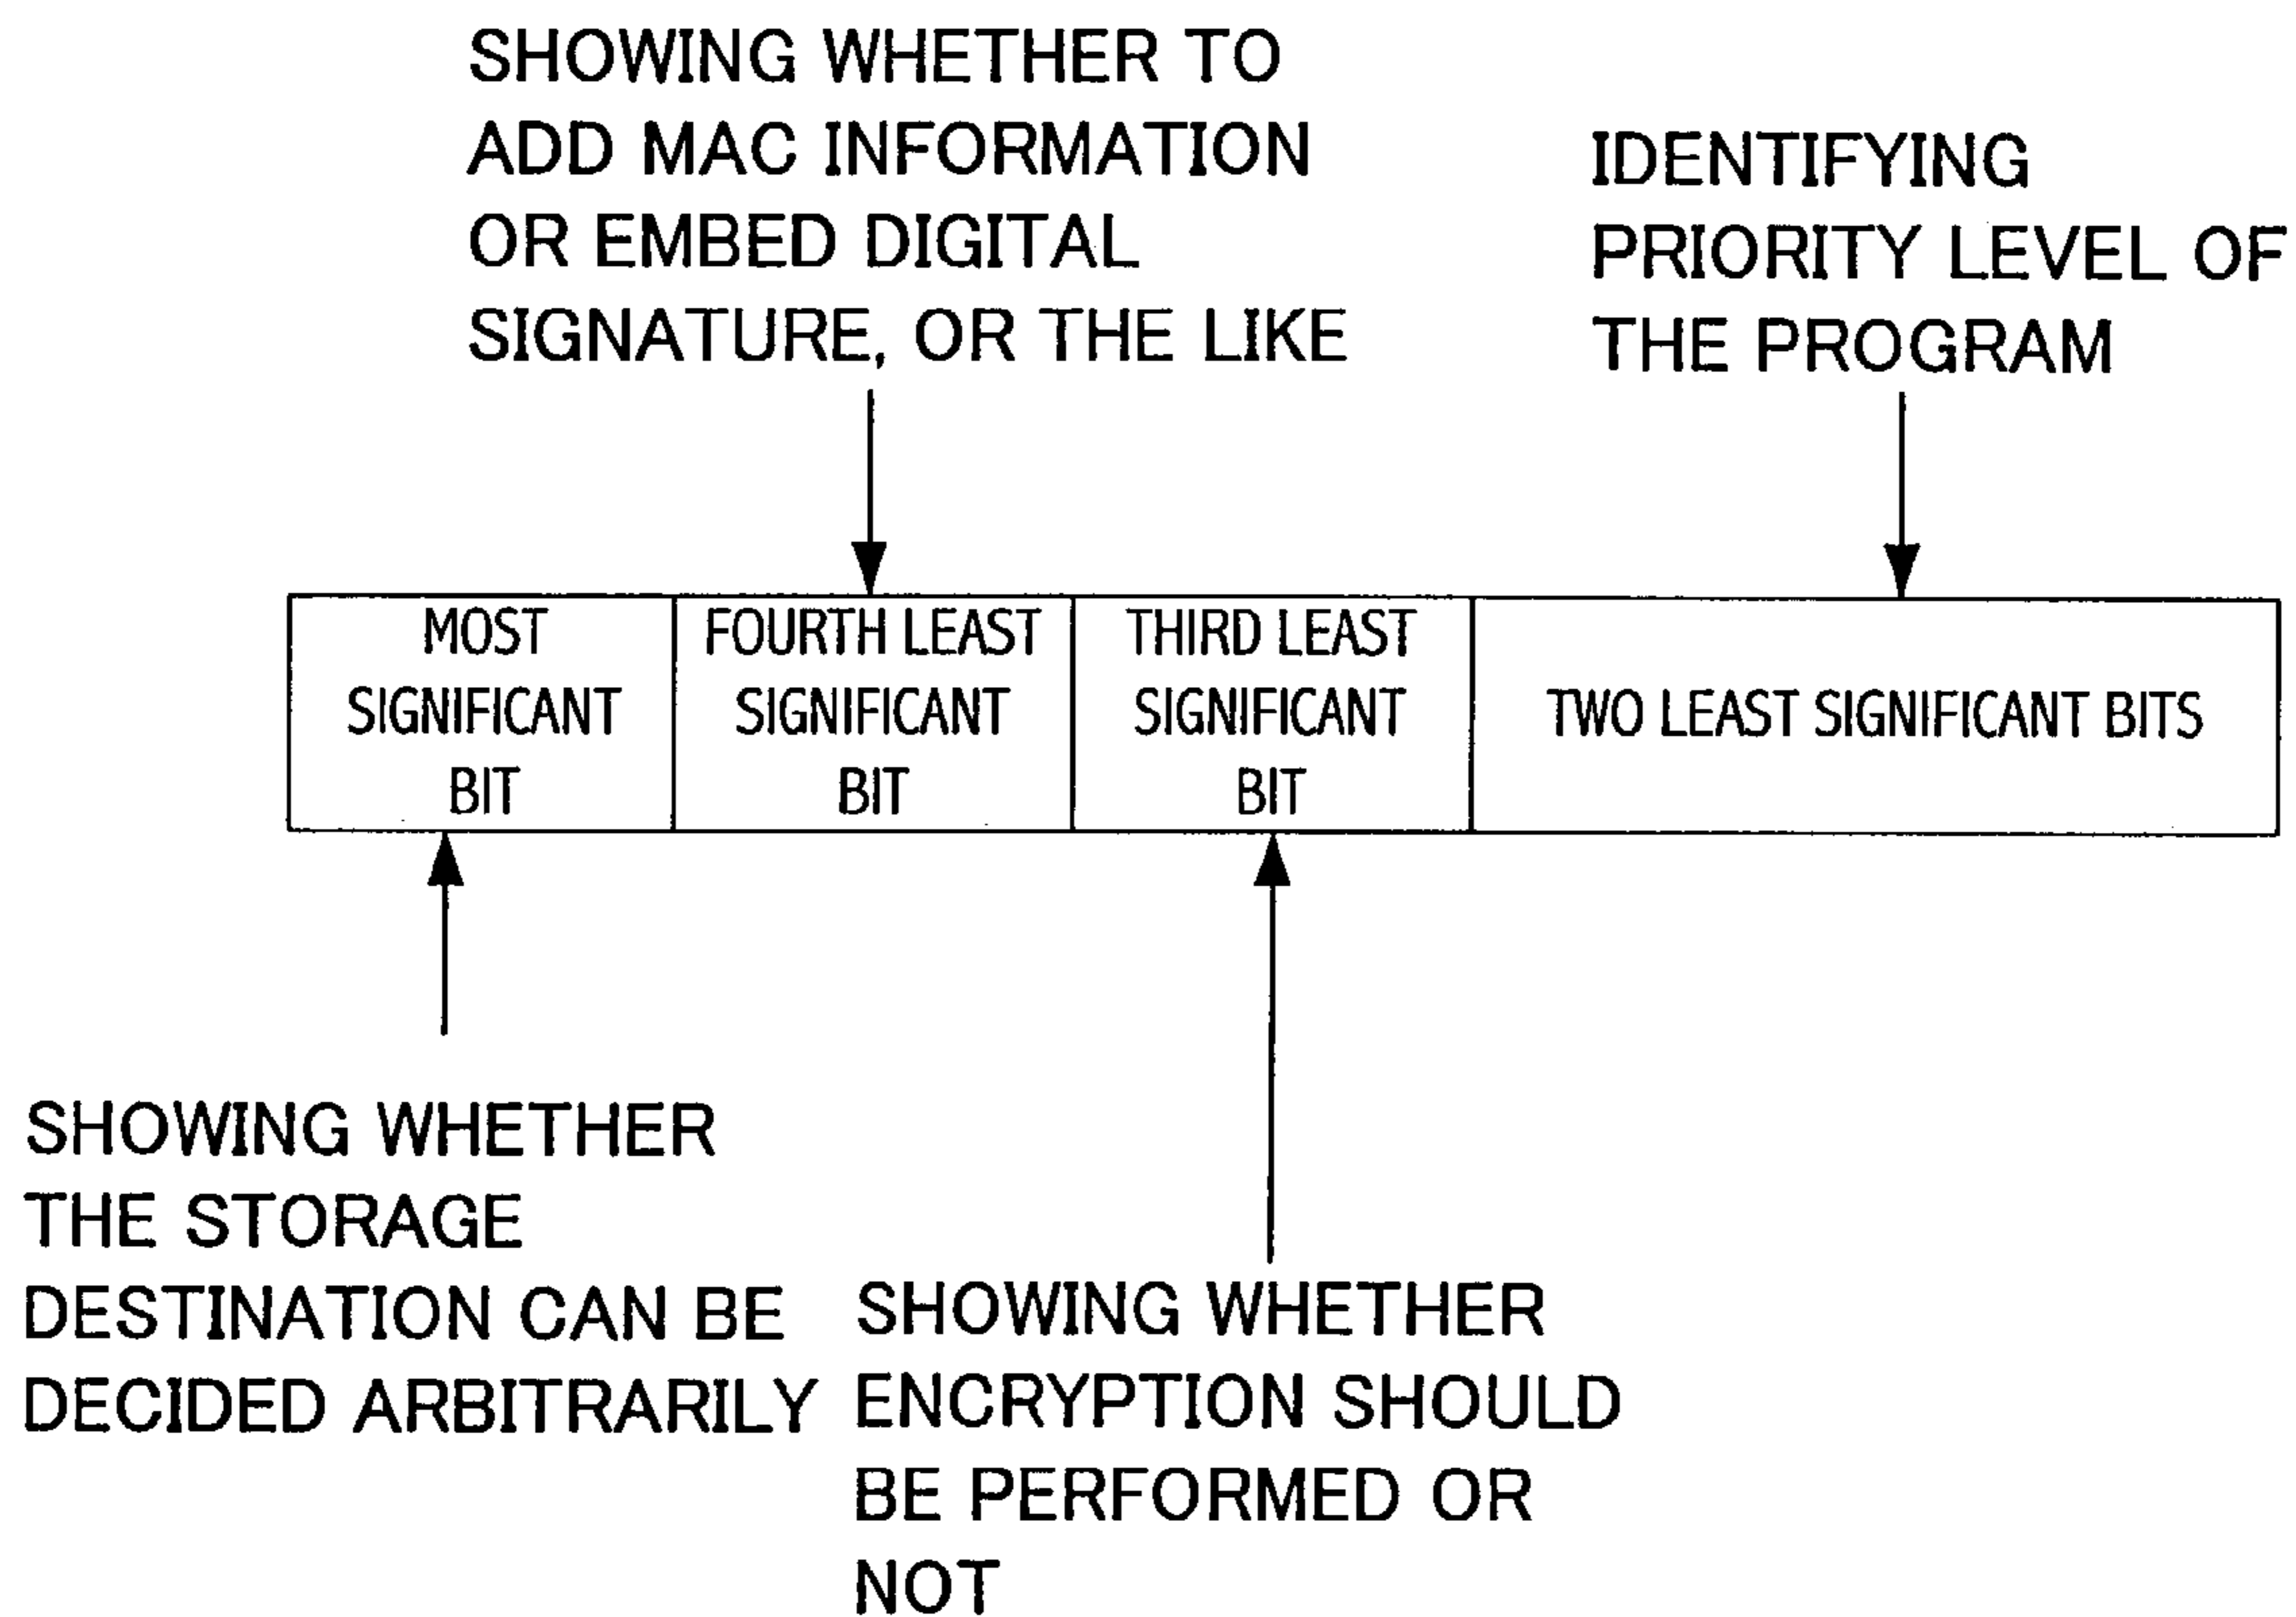 SHOWING WHETHER TO
ADD MAC INFORMATION
OR EMBED DIGITAL
SIGNATURE, OR THE LIKE
IDENTIFYING
PRIORITY LEVEL OF
THE PROGRAM
MOST
SIGNIFICANT
BIT
FOURTH LEAST
SIGNIFICANT
BIT
THIRD LEAST
SIGNIFICANT
BIT
TWO LEAST SIGNIFICANT BITS
SHOWING WHETHER
THE STORAGE
DESTINATION CAN BE
DECIDED ARBITRARILY
SHOWING WHETHER
ENCRYPTION SHOULD
BE PERFORMED OR
NOT